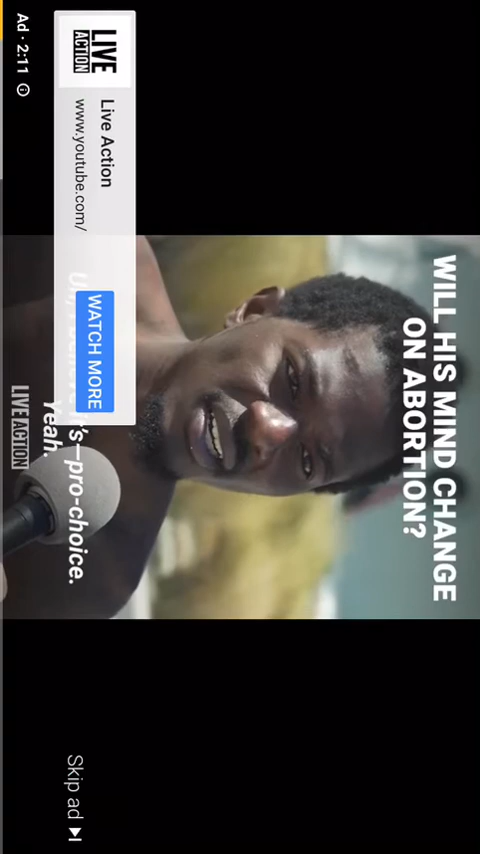 WILL HIS MIND CHANGE
ON ABORTION?
LIVE
ACTION
Live Action
www.youtube.com/
WATCH MORE
it's—pro-choice.
Yeah.
LIVE ACTION
Skip ad
Ad · 2:11